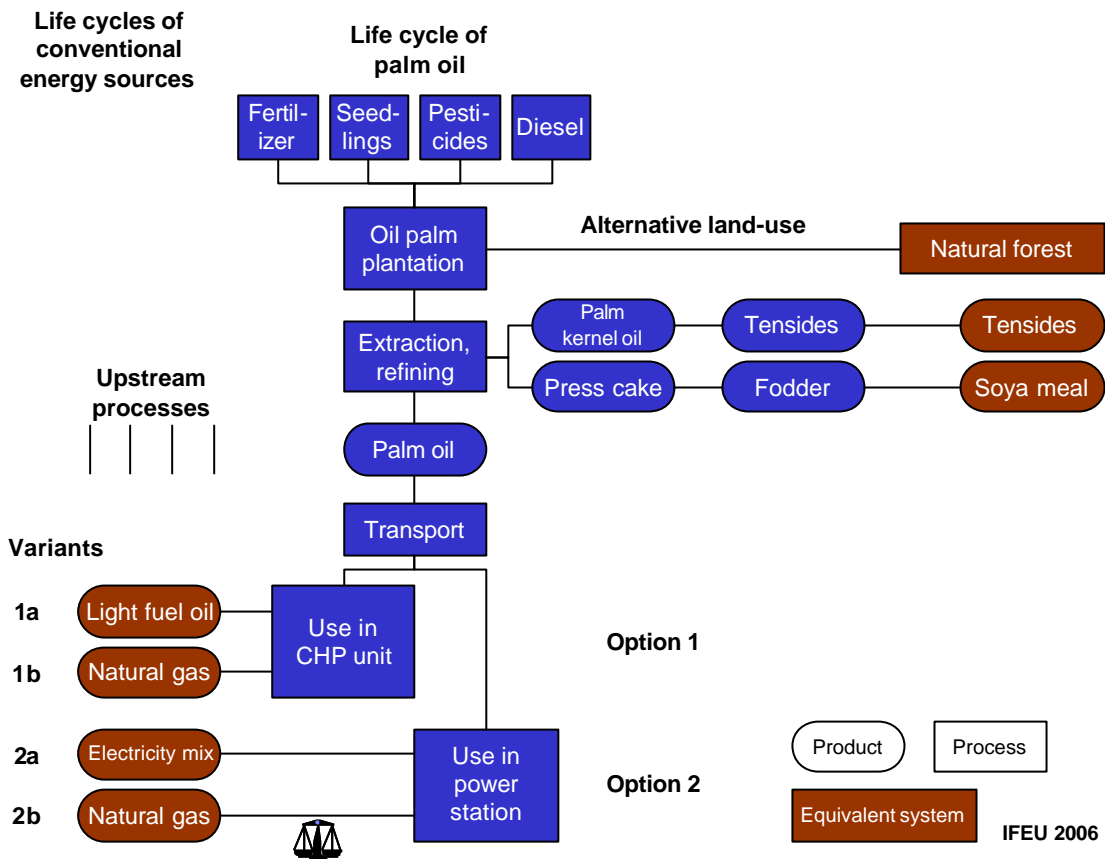 Life cycles of
conventional
energy sources
Life cycle of
palm oil
Fertil-
izer
Seed-
lings
Pesti-
cides
Diesel
Oil palm
plantation
Alternative land-use
Natural forest
Extraction,
refining
Palm
kernel oil
Tensides
Tensides
Press cake
Fodder
Soya meal
Upstream
processes
Palm oil
Transport
Variants
1a
Light fuel oil
1b
Natural gas
Use in
CHP unit
Option 1
2a
Electricity mix
2b
Natural gas
Use in
power
station
Option 2
Product
Process
Equivalent system
IFEU 2006